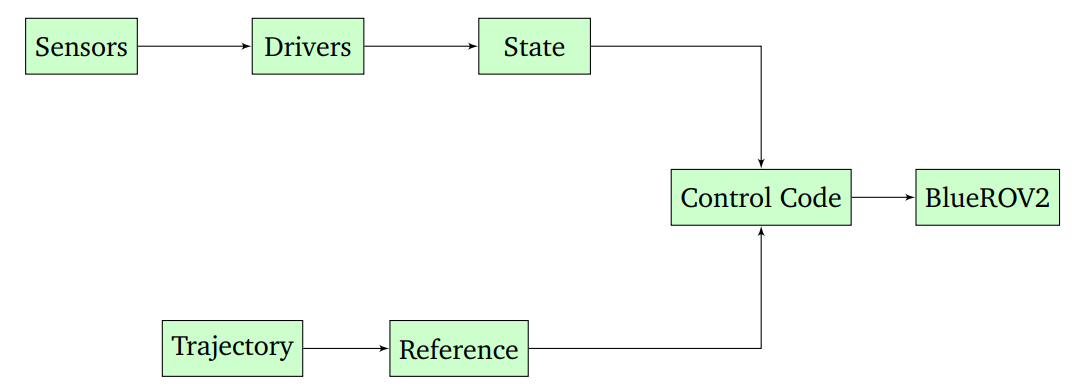 Sensors
Drivers
State
Control Code
BlueROV2
Trajectory
Reference